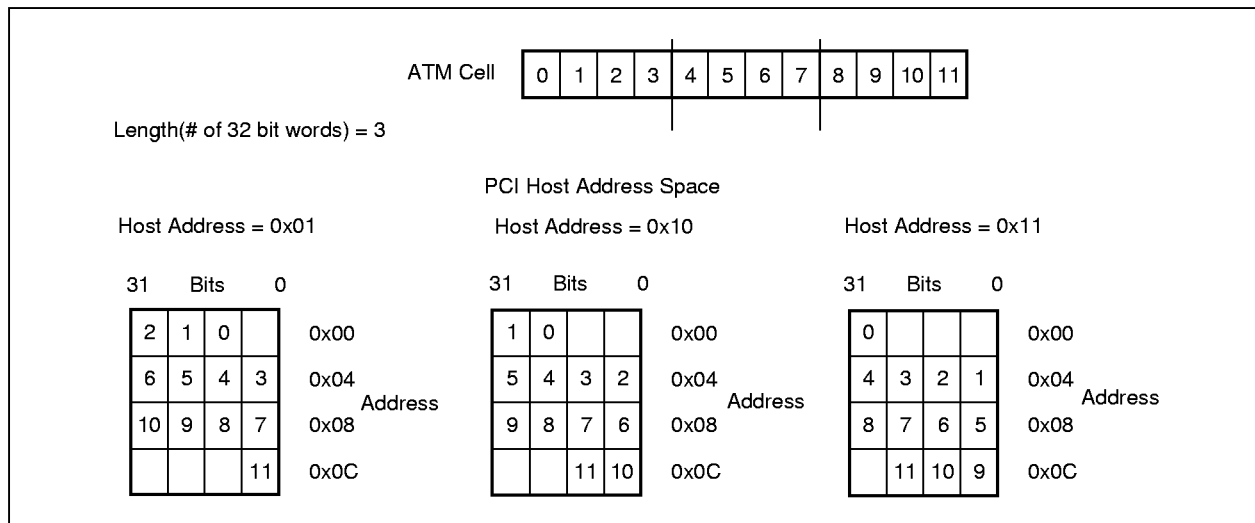 ATM Cell 0 1 2 3 4 5 6 7 8 9 10 11
Length(# of 32 bit words) = 3
PCI Host Address Space
Host Address = 0x01
31 Bits 0
2 1 0 0x00
6 5 4 3 0x04
Address
10 9 8 7 0x08
11 0x0C
Host Address = 0x10
31 Bits 0
1 0 0x00
5 4 3 2 0x04
Address
9 8 7 6 0x08
11 10 0x0C
Host Address = 0x11
31 Bits 0
0 0x00
4 3 2 1 0x04
Address
8 7 6 5 0x08
11 10 9 0x0C